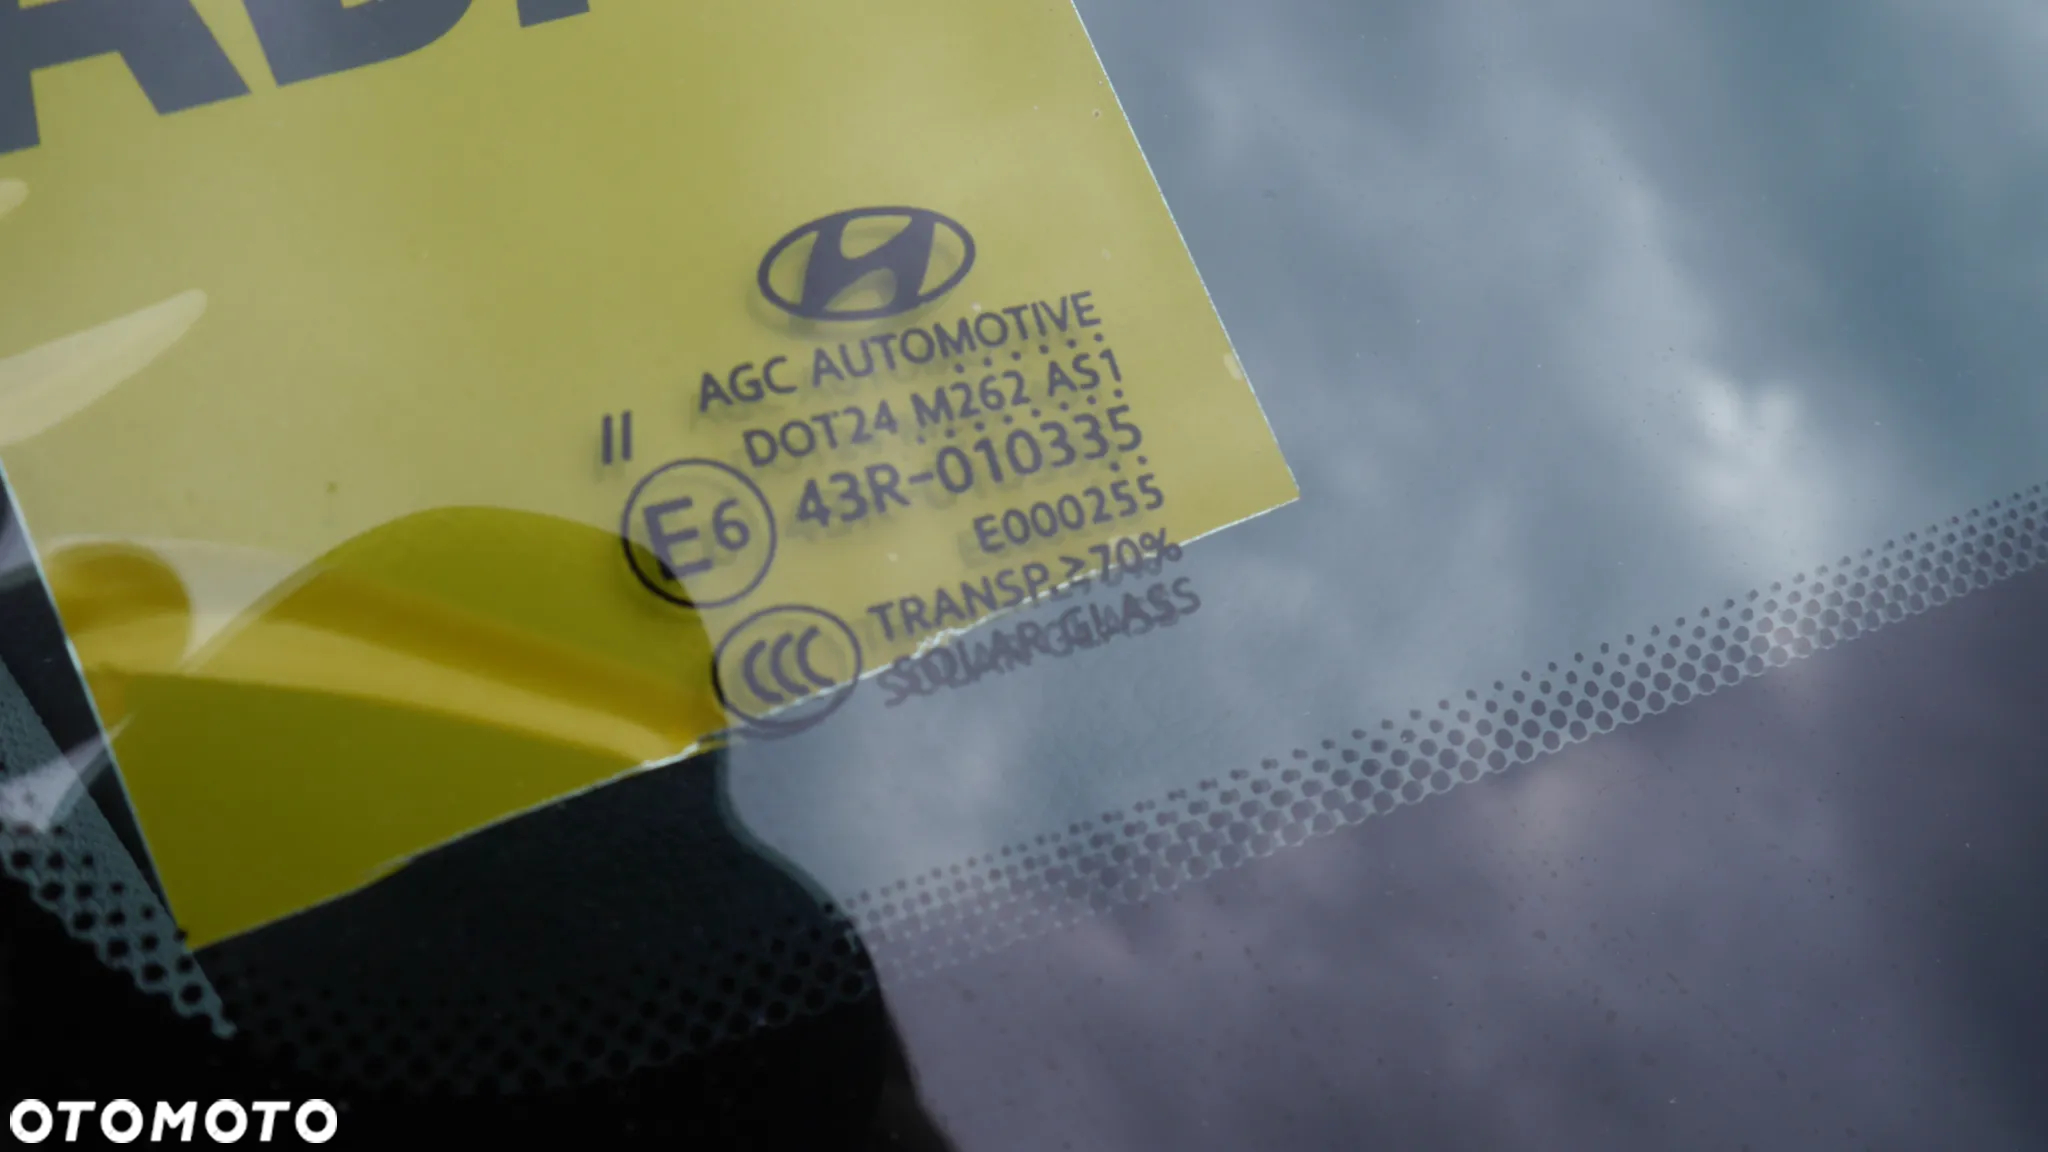 AGC AUTOMOTIVE
DOT24 M262 AS1
II
E6 43R-010335
E000255
CCC TRANSP.≥70%
SOLAR GLASS
OTOMOTO